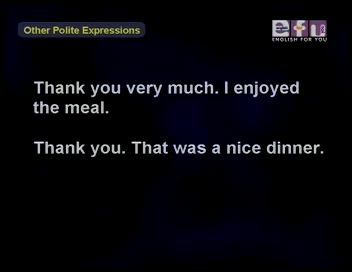 Other Polite Expressions
efu
ENGLISH FOR YOU
Thank you very much. I enjoyed
the meal.
Thank you. That was a nice dinner.